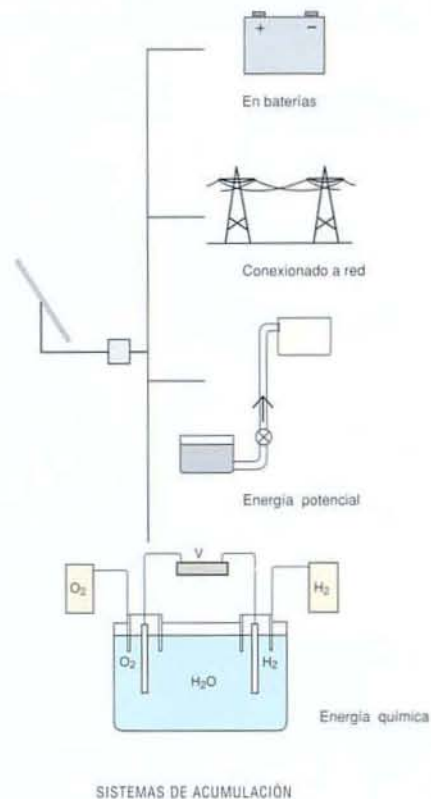 + −
En baterías
Conexionado a red
Energía potencial
V
O₂
H₂
O₂
H₂O
H₂
Energía química
SISTEMAS DE ACUMULACIÓN